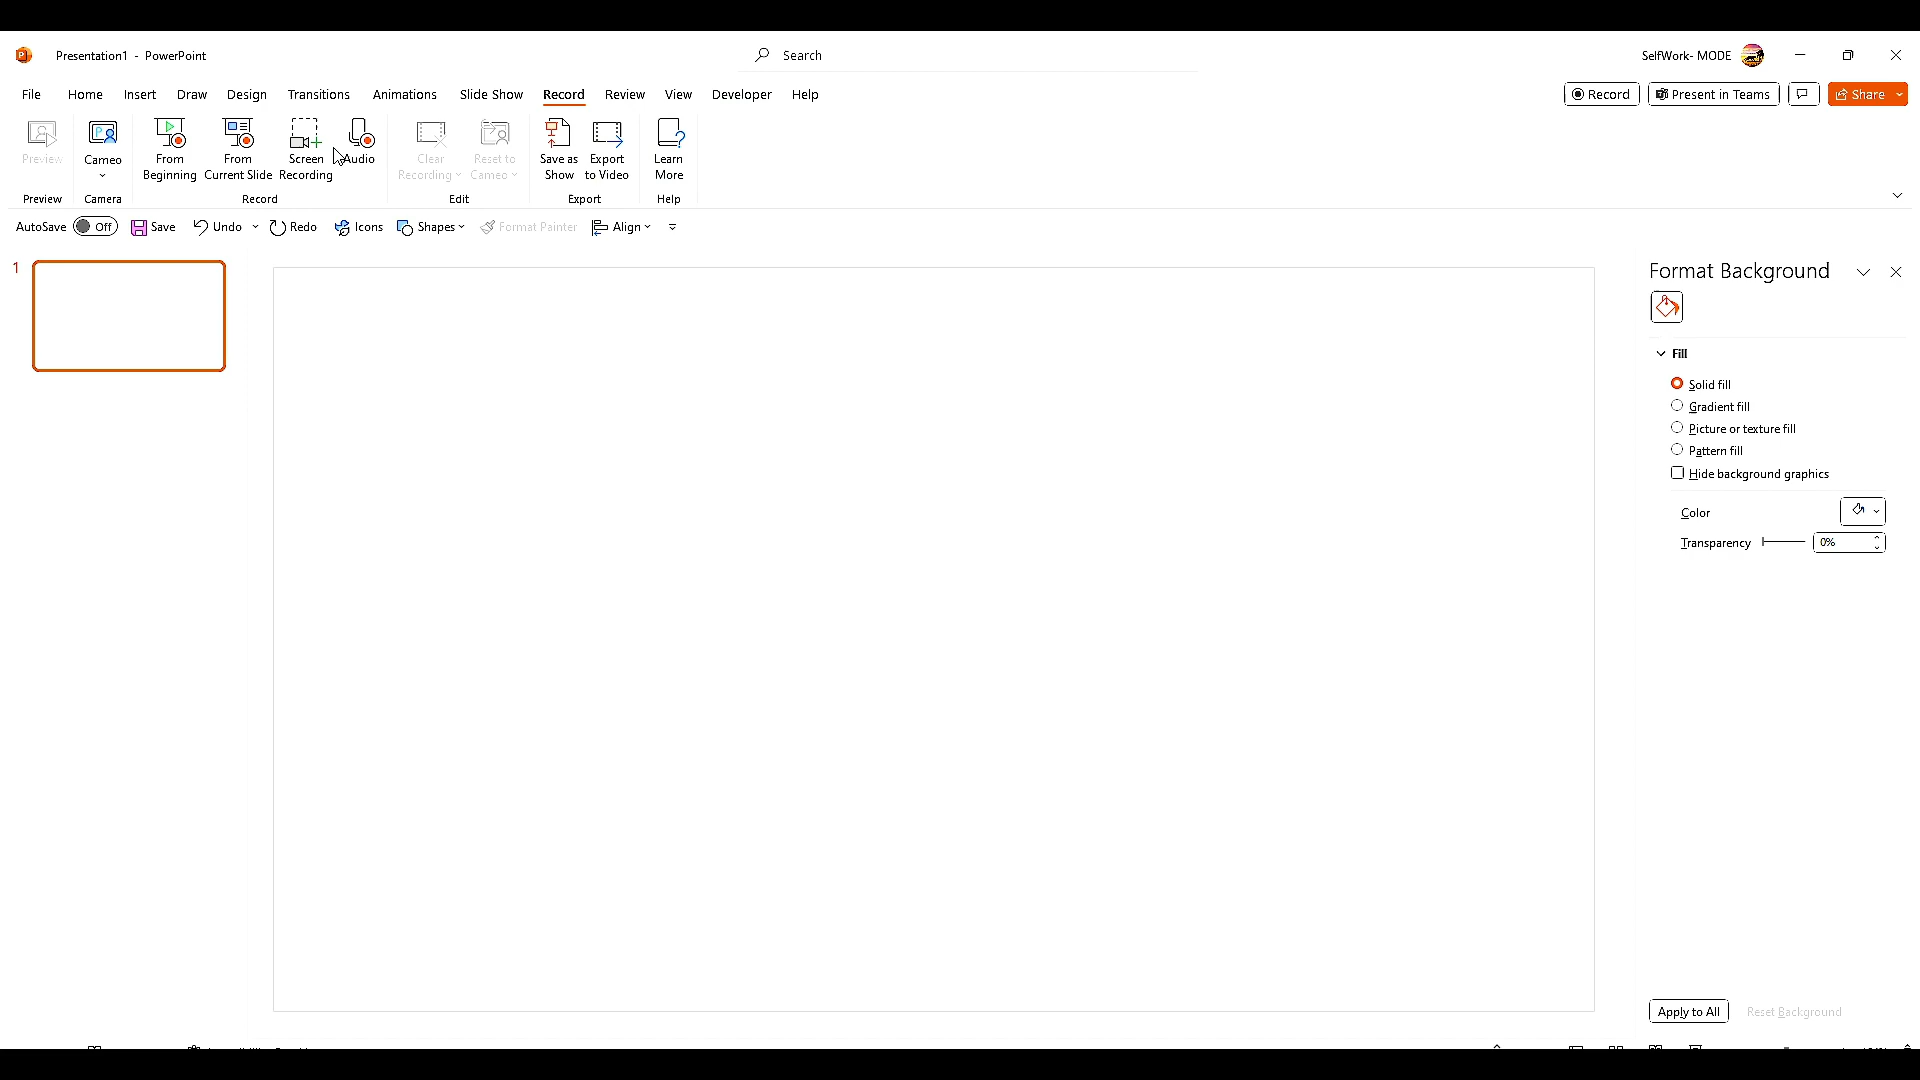 Presentation1 - PowerPoint
Search
SelfWork- MODE
File Home Insert Draw Design Transitions Animations Slide Show Record Review View Developer Help
Record Present in Teams Share
Preview Cameo From Beginning From Current Slide Screen Recording Audio Clear Recording Reset to Cameo Save as Show Export to Video Learn More
Preview Camera Record Edit Export Help
AutoSave Off Save Undo Redo Icons Shapes Format Painter Align
1
Format Background
Fill
Solid fill
Gradient fill
Picture or texture fill
Pattern fill
Hide background graphics
Color
Transparency 0%
Apply to All Reset Background